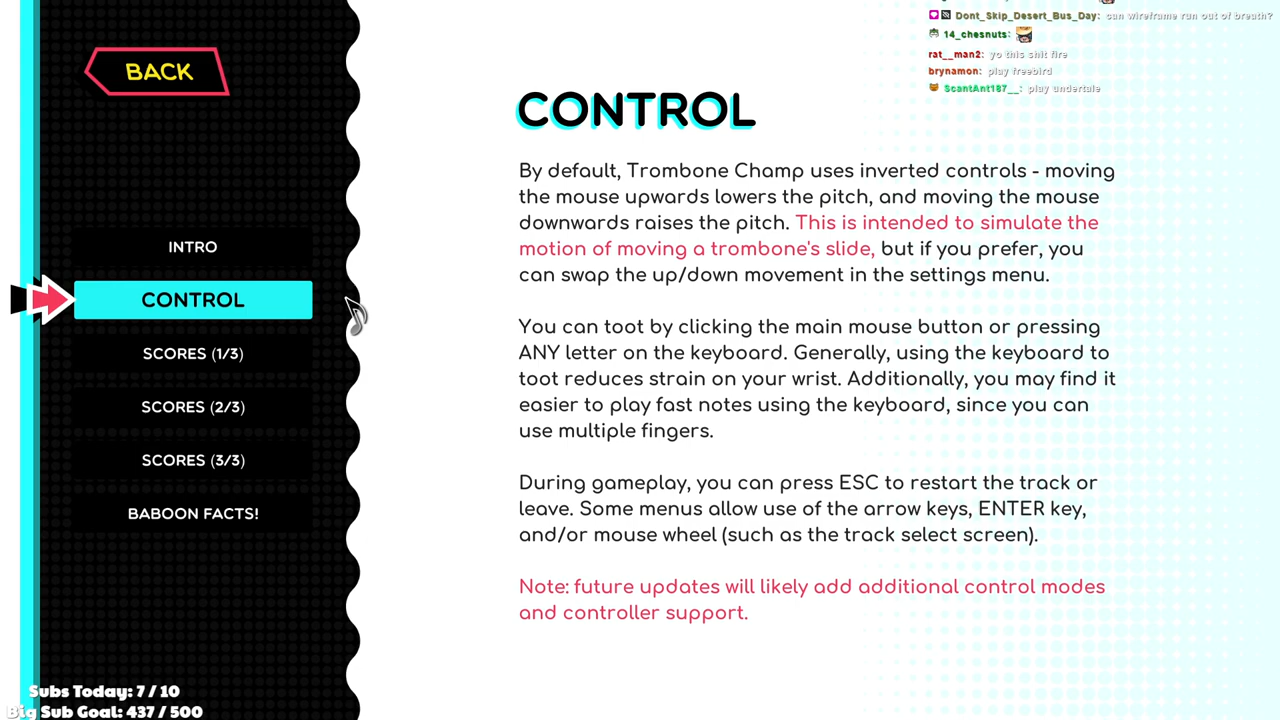 Dont_Skip_Desert_Bus_Day: can wireframe run out of breath?
14_chesnuts:
rat__man2: yo this shit fire
brynamon: play freebird
ScantAnt187__: play undertale
BACK
INTRO
CONTROL
SCORES (1/3)
SCORES (2/3)
SCORES (3/3)
BABOON FACTS!
CONTROL
By default, Trombone Champ uses inverted controls - moving
the mouse upwards lowers the pitch, and moving the mouse
downwards raises the pitch. This is intended to simulate the
motion of moving a trombone's slide, but if you prefer, you
can swap the up/down movement in the settings menu.
You can toot by clicking the main mouse button or pressing
ANY letter on the keyboard. Generally, using the keyboard to
toot reduces strain on your wrist. Additionally, you may find it
easier to play fast notes using the keyboard, since you can
use multiple fingers.
During gameplay, you can press ESC to restart the track or
leave. Some menus allow use of the arrow keys, ENTER key,
and/or mouse wheel (such as the track select screen).
Note: future updates will likely add additional control modes
and controller support.
Subs Today: 7 / 10
Big Sub Goal: 437 / 500